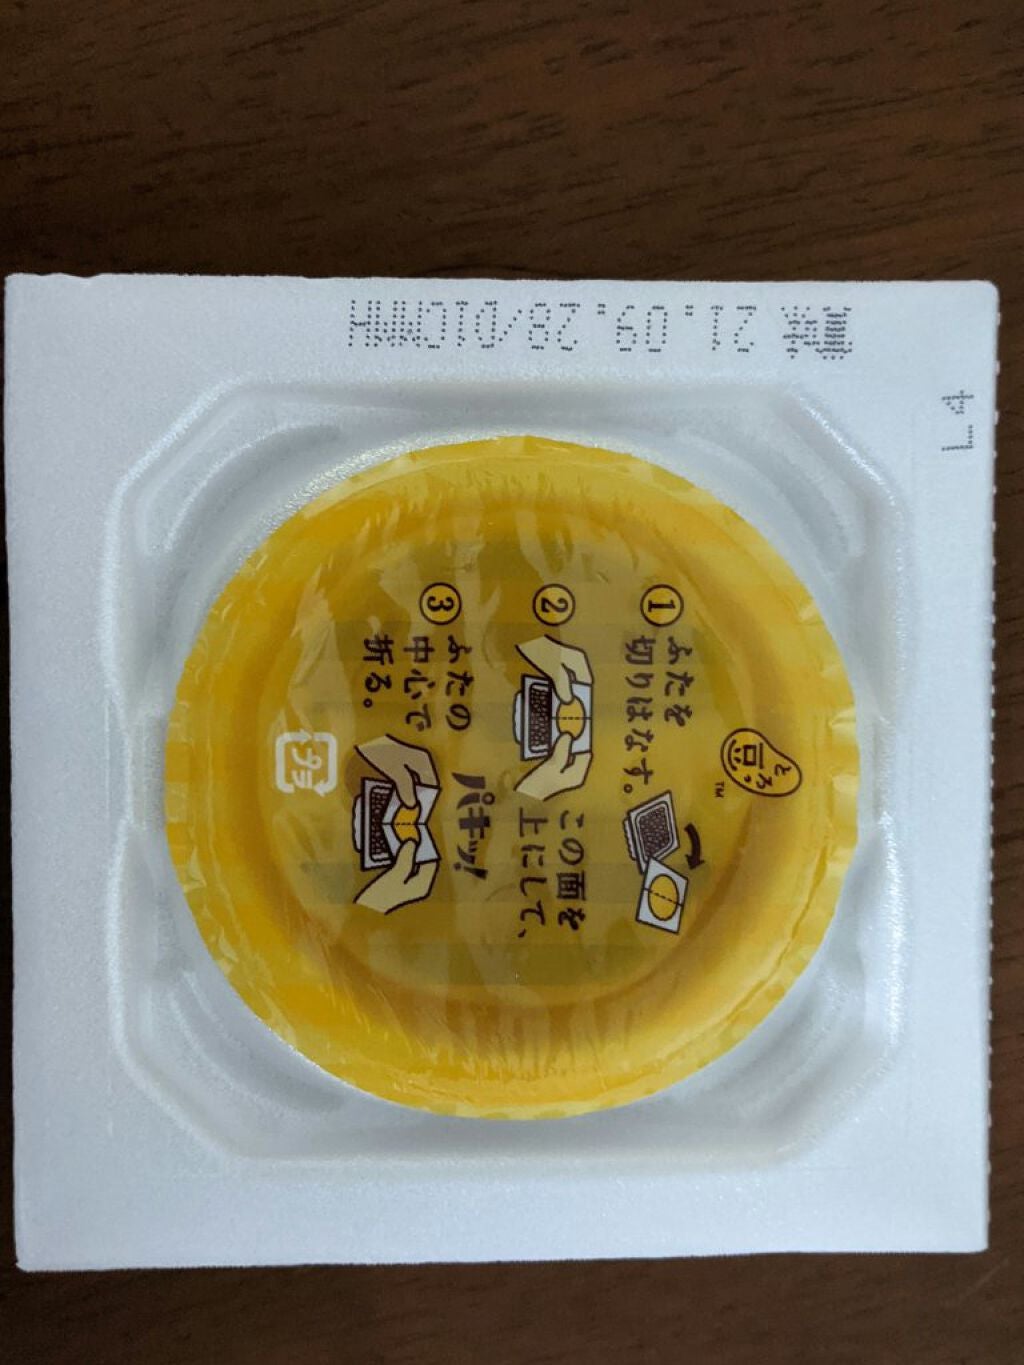 賞味 21.09.28/D1CMWH
L4
とろっ
豆
TM
① ふたを
切りはなす。
② この面を
上にして、
③ ふたの
中心で
折る。
パキッ!
プラ